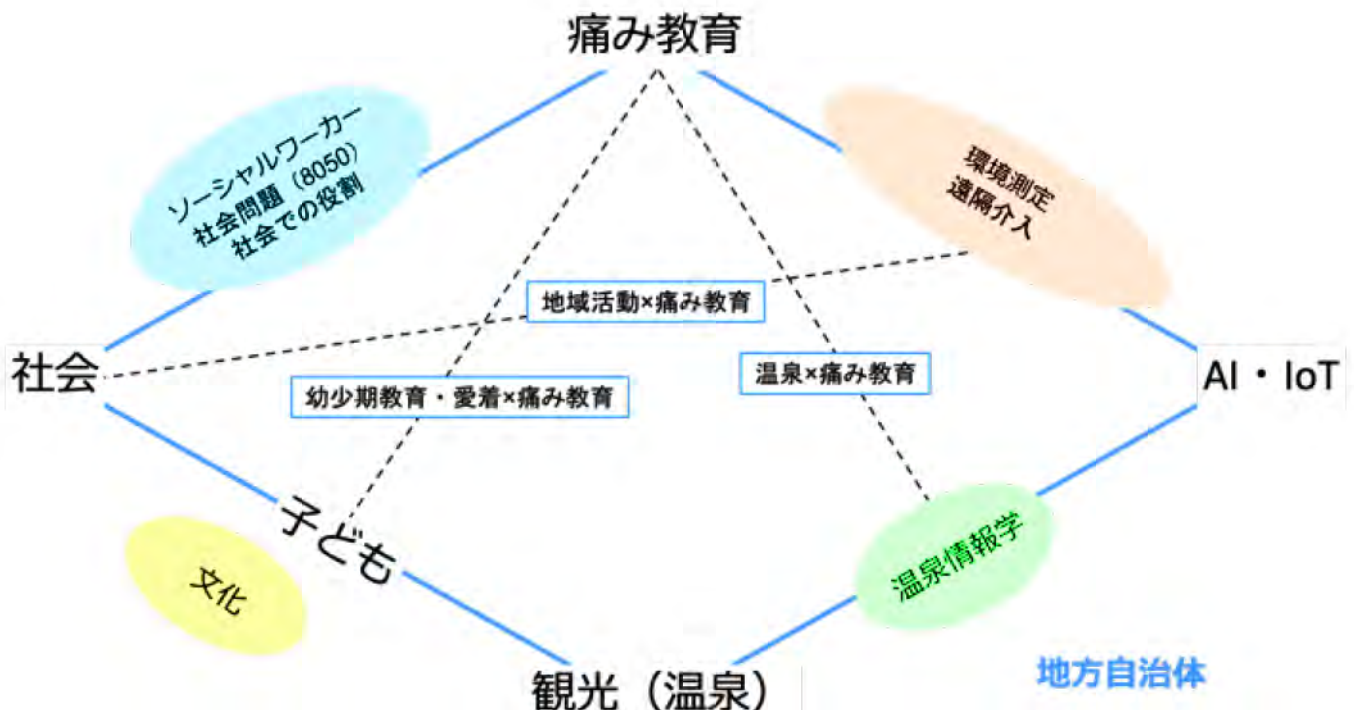 痛み教育
ソーシャルワーカー
社会問題（8050）
社会での役割
環境測定
遠隔介入
地域活動×痛み教育
社会
幼少期教育・愛着×痛み教育
温泉×痛み教育
AI・IoT
子ども
文化
温泉情報学
観光（温泉）
地方自治体